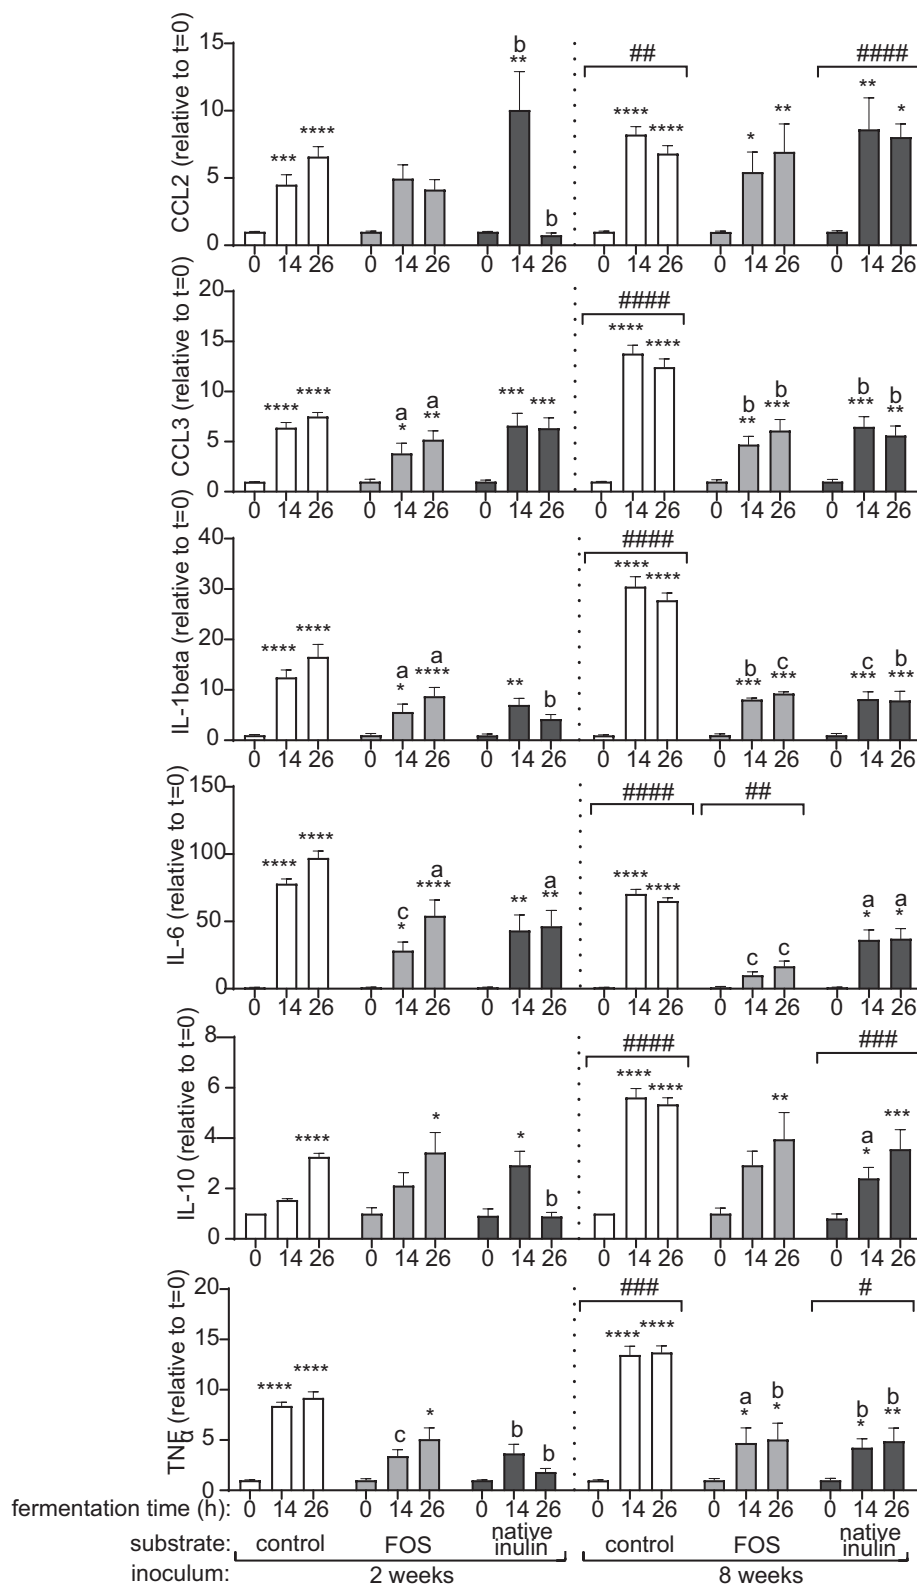 CCL2 (relative to t=0)
15
10
5
0
*** **** b ** ## **** **** * ** #### ** *
b
0 14 26 0 14 26 0 14 26 0 14 26 0 14 26 0 14 26
CCL3 (relative to t=0)
20
15
10
5
0
####
**** ****
**** **** a * a ** *** *** b ** b *** b *** b **
0 14 26 0 14 26 0 14 26 0 14 26 0 14 26 0 14 26
IL-1beta (relative to t=0)
40
30
20
10
0
####
**** ****
**** **** a * a **** ** b b *** c *** c *** b ***
0 14 26 0 14 26 0 14 26 0 14 26 0 14 26 0 14 26
IL-6 (relative to t=0)
150
100
50
0
#### ##
**** **** c * a **** ** a ** **** **** c c a * a *
0 14 26 0 14 26 0 14 26 0 14 26 0 14 26 0 14 26
IL-10 (relative to t=0)
8
6
4
2
0
#### ###
**** * * b **** **** ** a * ***
0 14 26 0 14 26 0 14 26 0 14 26 0 14 26 0 14 26
TNFα (relative to t=0)
20
15
10
5
0
### #
**** **** c * b b **** **** a * b * b * b **
fermentation time (h): 0 14 26 0 14 26 0 14 26 0 14 26 0 14 26 0 14 26
substrate: control FOS native inulin control FOS native inulin
inoculum: 2 weeks 8 weeks